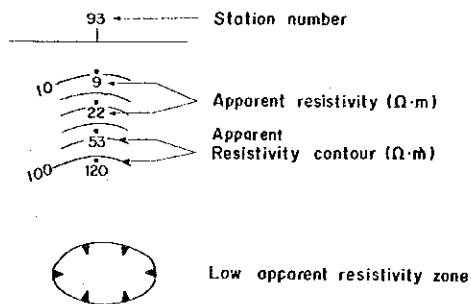 93 Station number
10 9
22 Apparent resistivity (Ω·m)
Apparent
53 Resistivity contour (Ω·m)
100 120
Low apparent resistivity zone